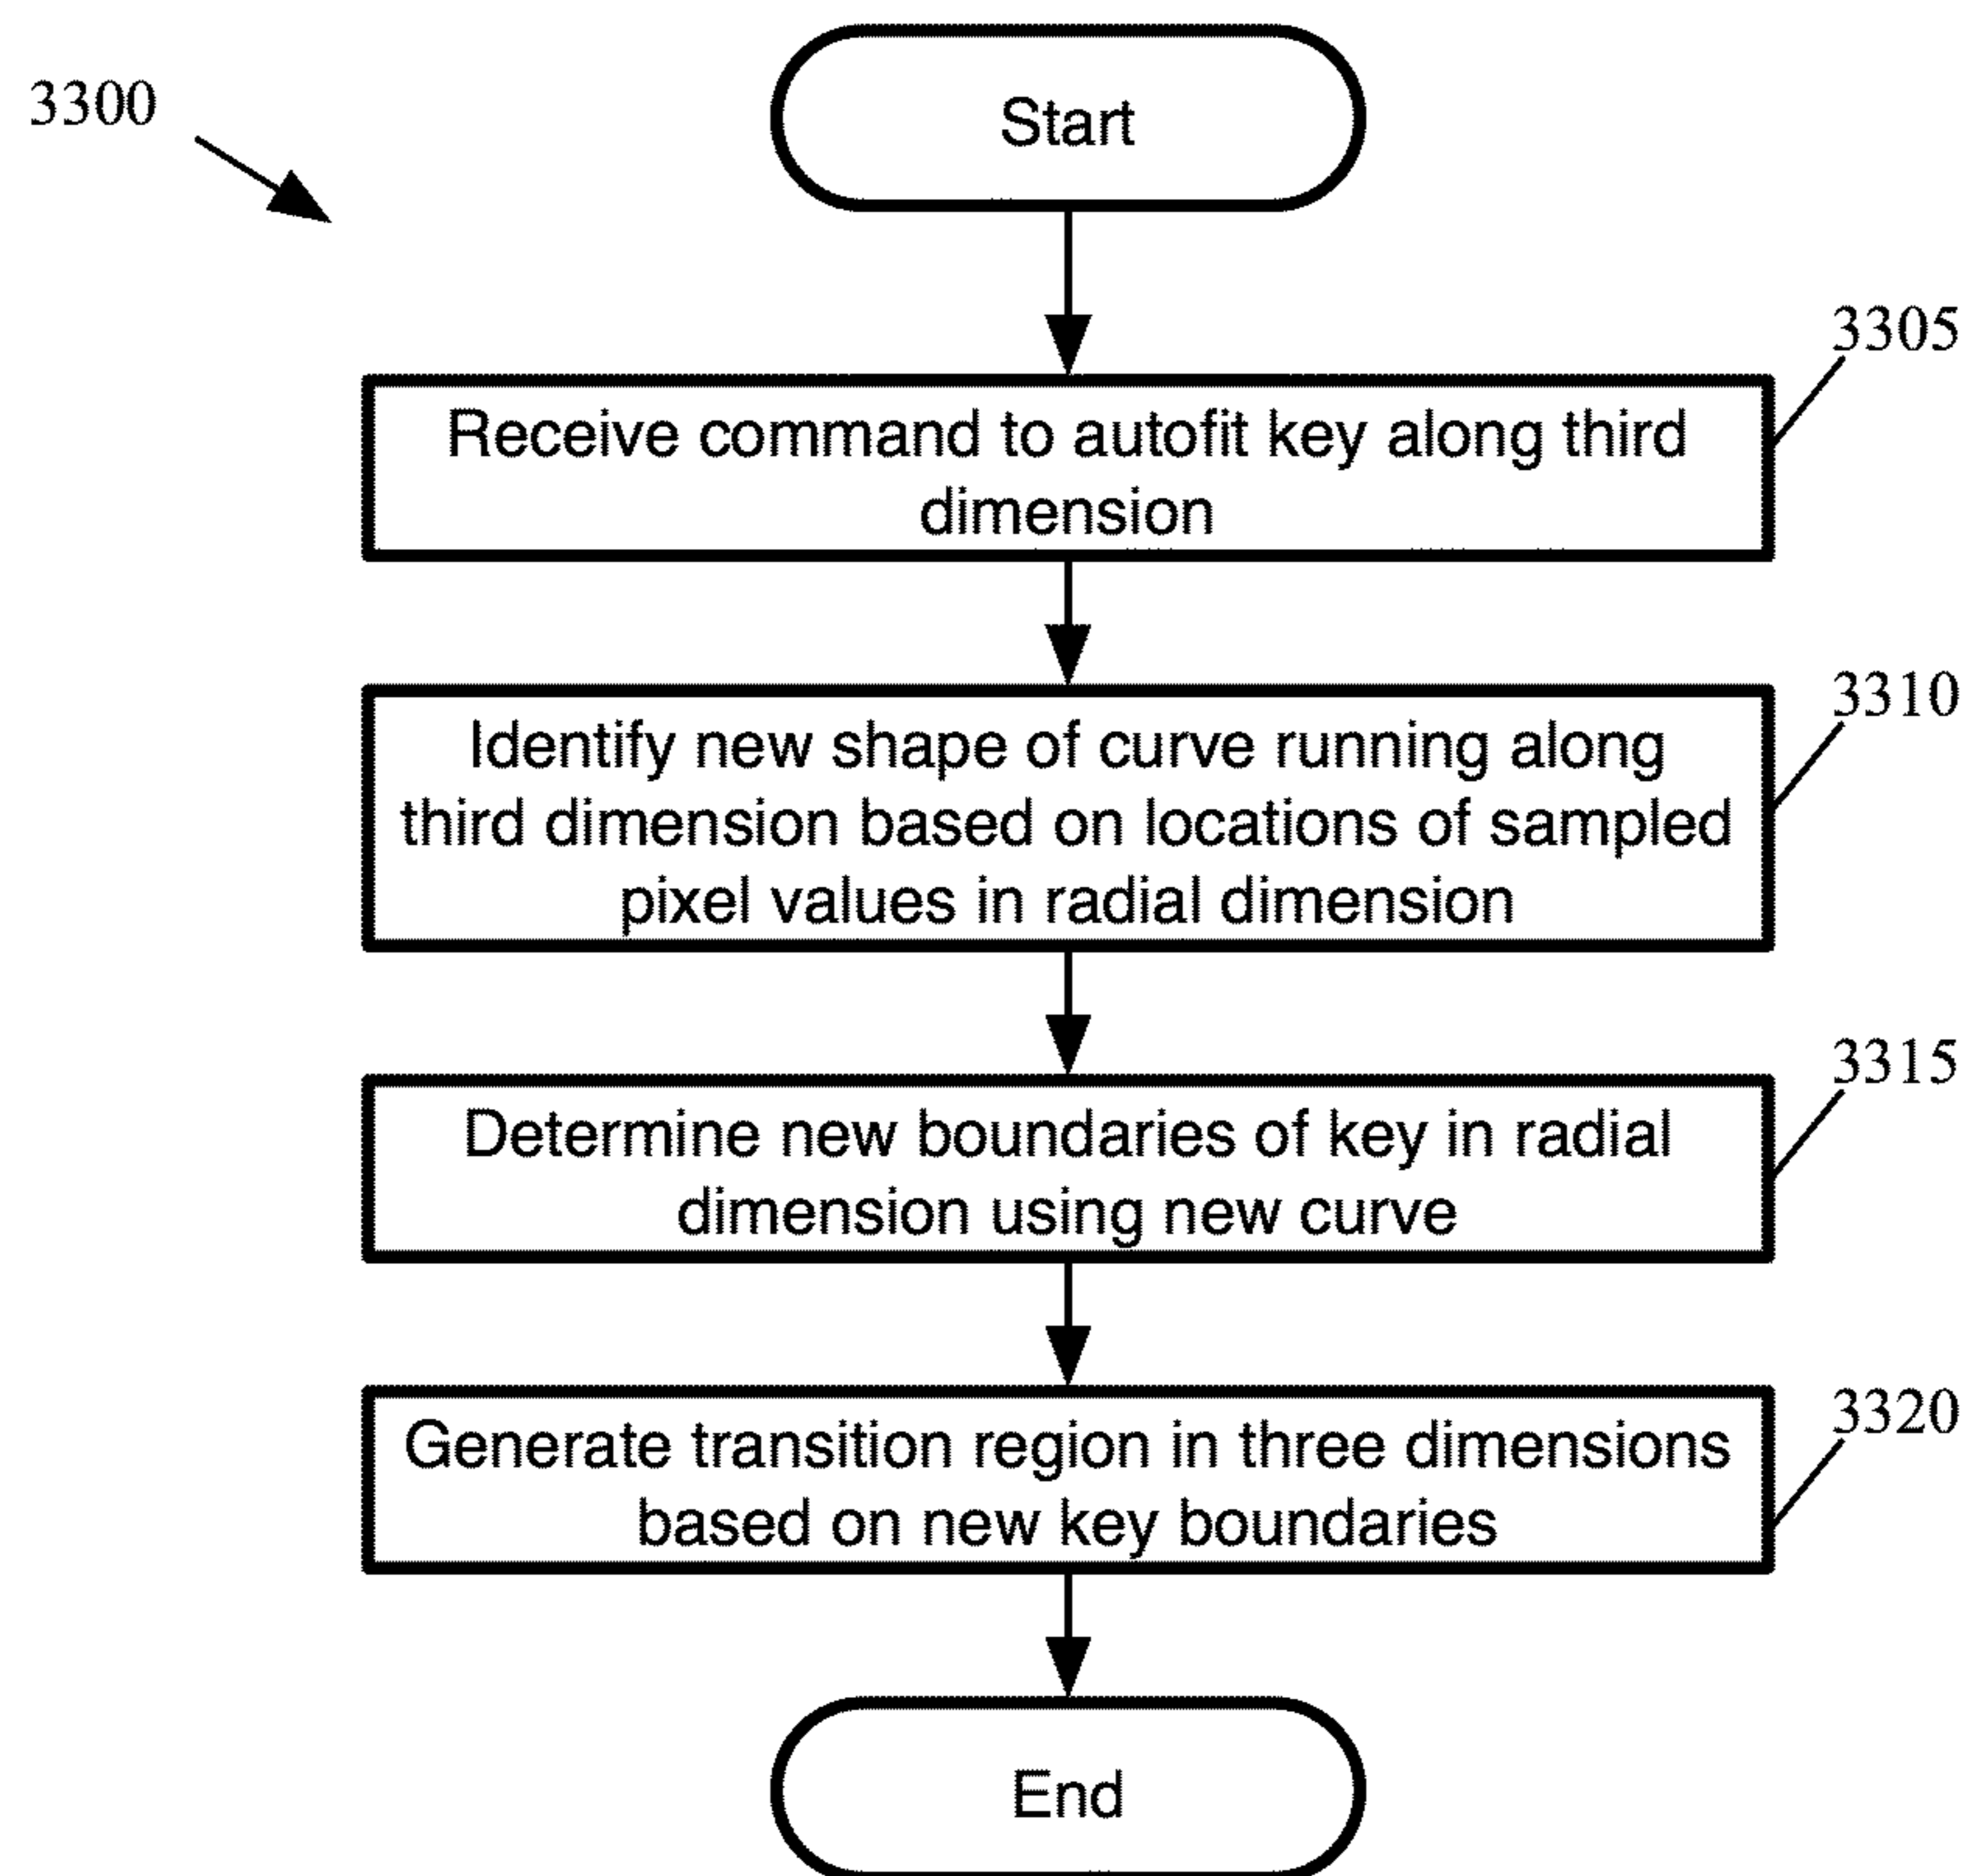 3300
Start
3305
Receive command to autofit key along third
dimension
3310
Identify new shape of curve running along
third dimension based on locations of sampled
pixel values in radial dimension
3315
Determine new boundaries of key in radial
dimension using new curve
3320
Generate transition region in three dimensions
based on new key boundaries
End